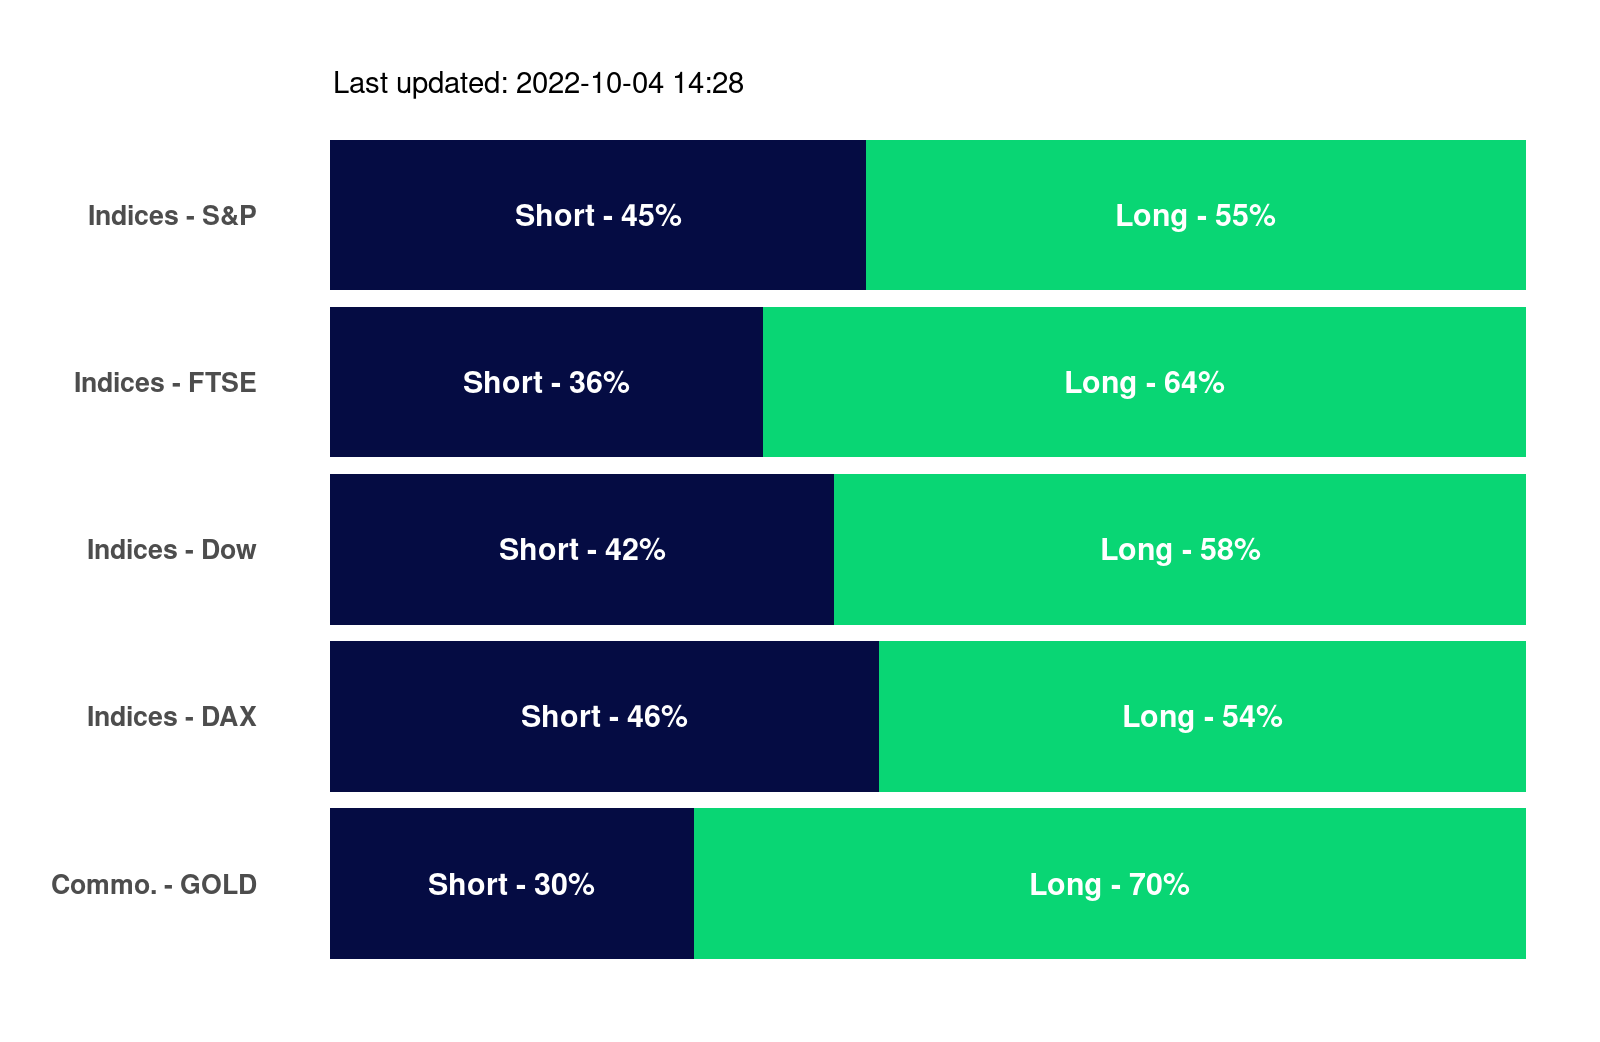 Last updated: 2022-10-04 14:28
Indices - S&P Short - 45% Long - 55%
Indices - FTSE Short - 36% Long - 64%
Indices - Dow Short - 42% Long - 58%
Indices - DAX Short - 46% Long - 54%
Commo. - GOLD Short - 30% Long - 70%